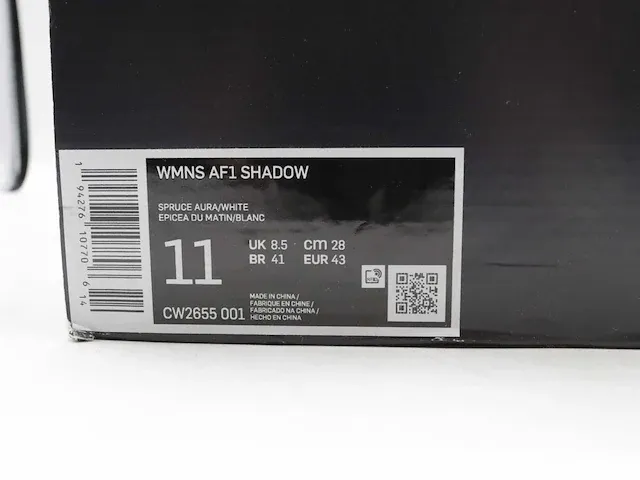 WMNS AF1 SHADOW
SPRUCE AURA/WHITE
EPICEA DU MATIN/BLANC
11
UK 8.5 cm 28
BR 41 EUR 43
CW2655 001
MADE IN CHINA /
FABRIQUE EN CHINE /
FABRICADO NA CHINA /
HECHO EN CHINA
1 94276 10770 6 14